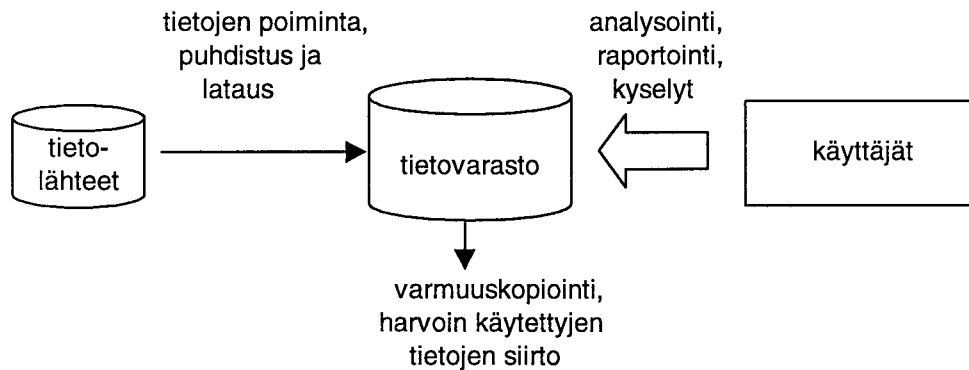 tietojen poiminta,
puhdistus ja
lataus
analysointi,
raportointi,
kyselyt
tieto-
lähteet
tietovarasto
käyttäjät
varmuuskopiointi,
harvoin käytettyjen
tietojen siirto